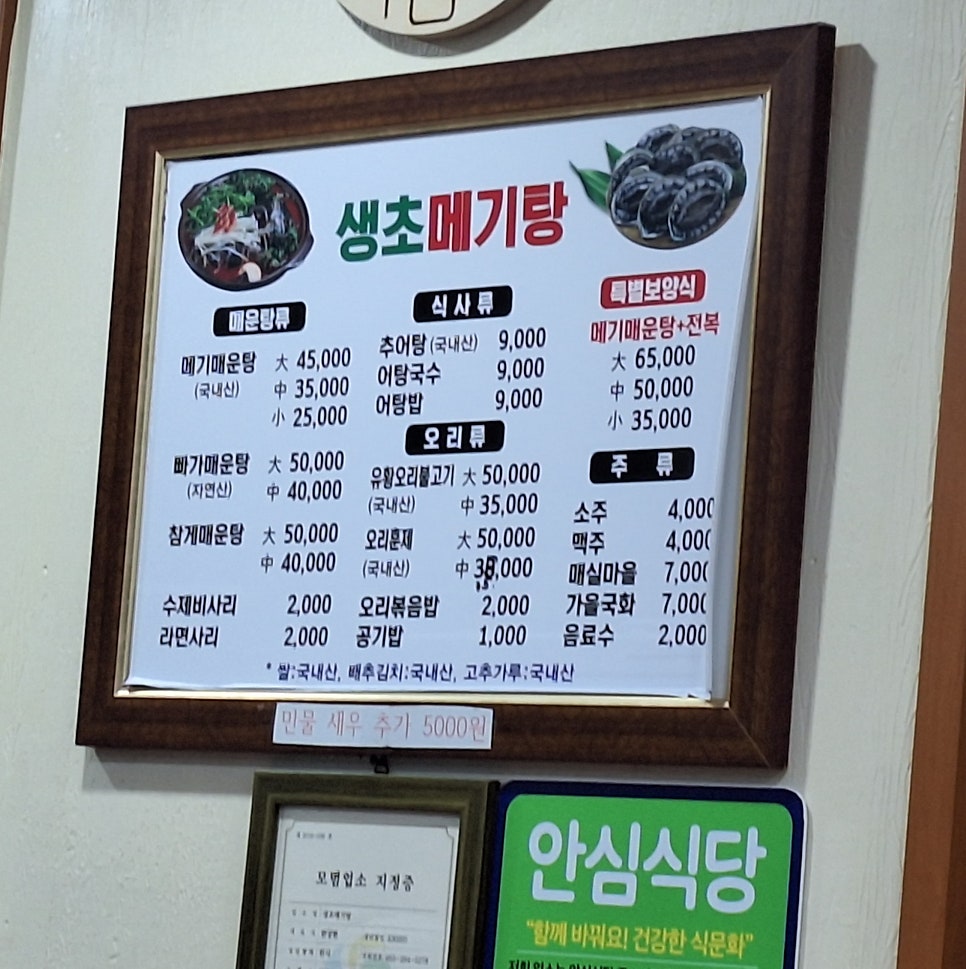 생초메기탕
매운탕류
메기매운탕 大 45,000
(국내산) 中 35,000
小 25,000
빠가매운탕 大 50,000
(자연산) 中 40,000
참게매운탕 大 50,000
中 40,000
수제비사리 2,000
라면사리 2,000
식사류
추어탕(국내산) 9,000
어탕국수 9,000
어탕밥 9,000
오리류
유황오리불고기 大 50,000
(국내산) 中 35,000
오리훈제 大 50,000
(국내산) 中
오리볶음밥 2,000
공기밥 1,000
특별보양식
메기매운탕+전복
大 65,000
中 50,000
小 35,000
주 류
소주 4,000
맥주 4,000
매실마을 7,000
가을국화 7,000
음료수 2,000
* 쌀:국내산, 배추김치:국내산, 고추가루:국내산
민물 새우 추가 5000원
모범업소 지정증
안심식당
"함께 바꿔요! 건강한 식문화"